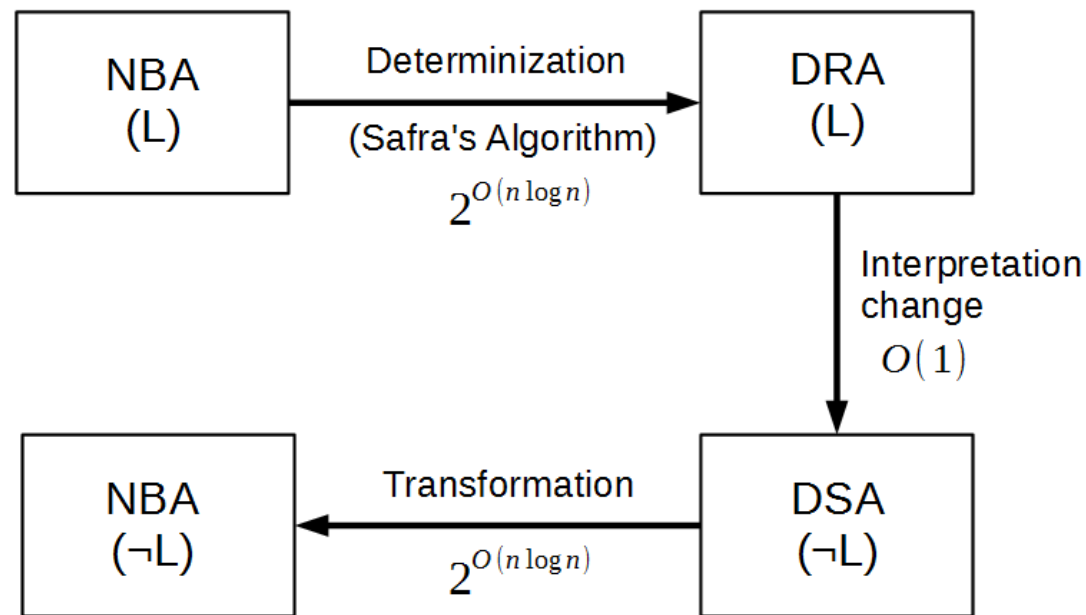 NBA
(L)
Determinization
(Safra's Algorithm)
2^{O(n log n)}
DRA
(L)
Interpretation
change
O(1)
NBA
(¬L)
Transformation
2^{O(n log n)}
DSA
(¬L)